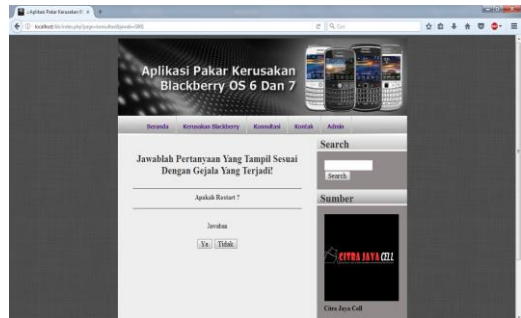 Aplikasi Pakar Kerusakan
Blackberry OS 6 Dan 7
Beranda Kerusakan Blackberry Konsultasi Kontak Admin
Jawablah Pertanyaan Yang Tampil Sesuai
Dengan Gejala Yang Terjadi!
Apakah Restart ?
Jawaban
Ya Tidak
Search
Search
Sumber
CITRA JAYA CELL
Citra Jaya Cell